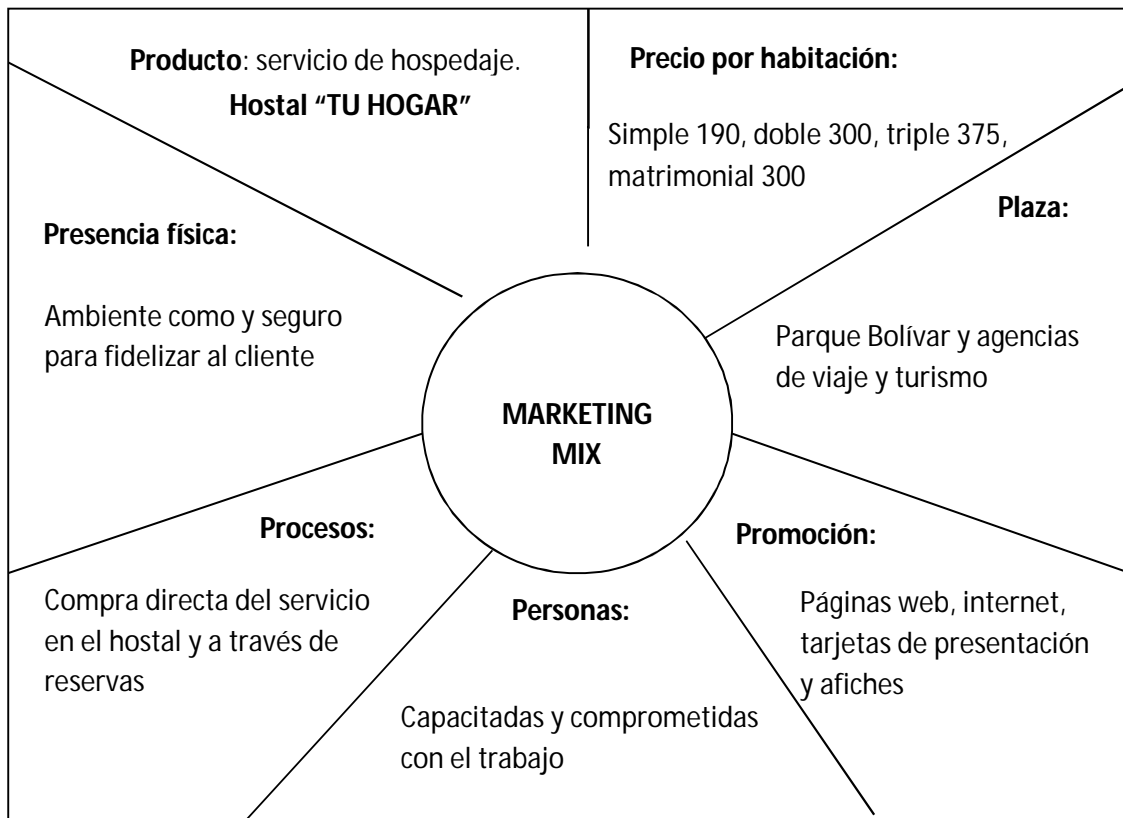 Producto: servicio de hospedaje.
Hostal “TU HOGAR”
Precio por habitación:
Simple 190, doble 300, triple 375,
matrimonial 300
Plaza:
Parque Bolívar y agencias
de viaje y turismo
Promoción:
Páginas web, internet,
tarjetas de presentación
y afiches
Personas:
Capacitadas y comprometidas
con el trabajo
Procesos:
Compra directa del servicio
en el hostal y a través de
reservas
Presencia física:
Ambiente como y seguro
para fidelizar al cliente
MARKETING
MIX